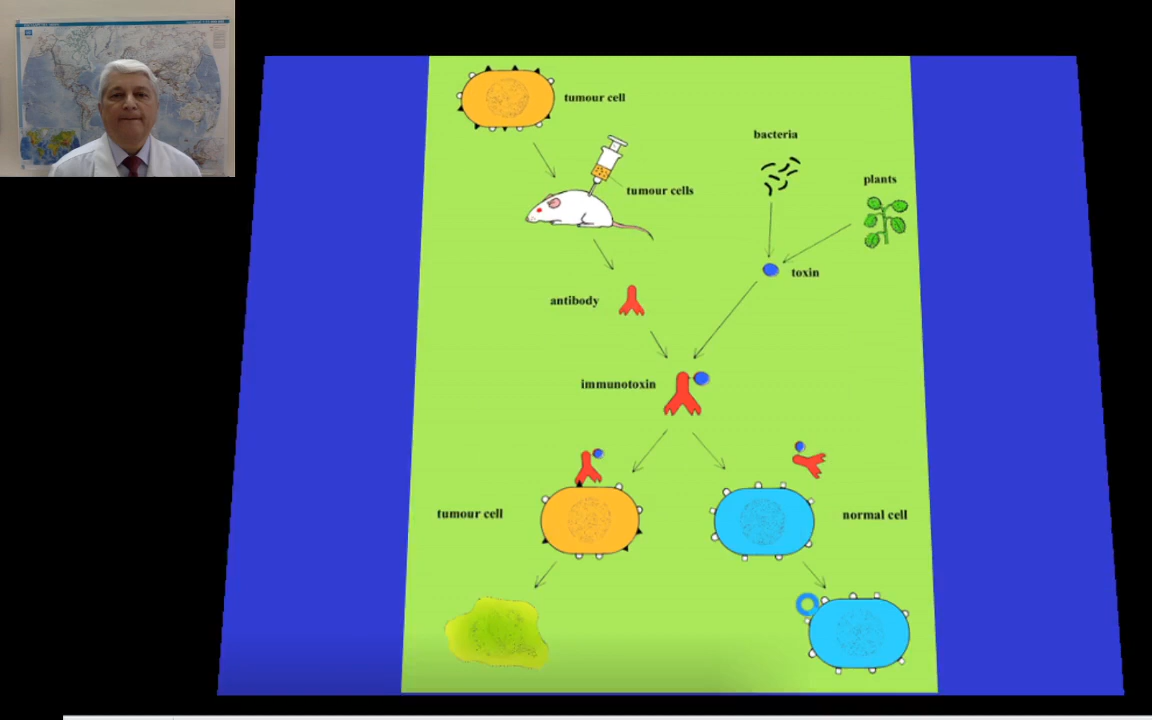 tumour cell
bacteria
plants
tumour cells
toxin
antibody
immunotoxin
tumour cell
normal cell